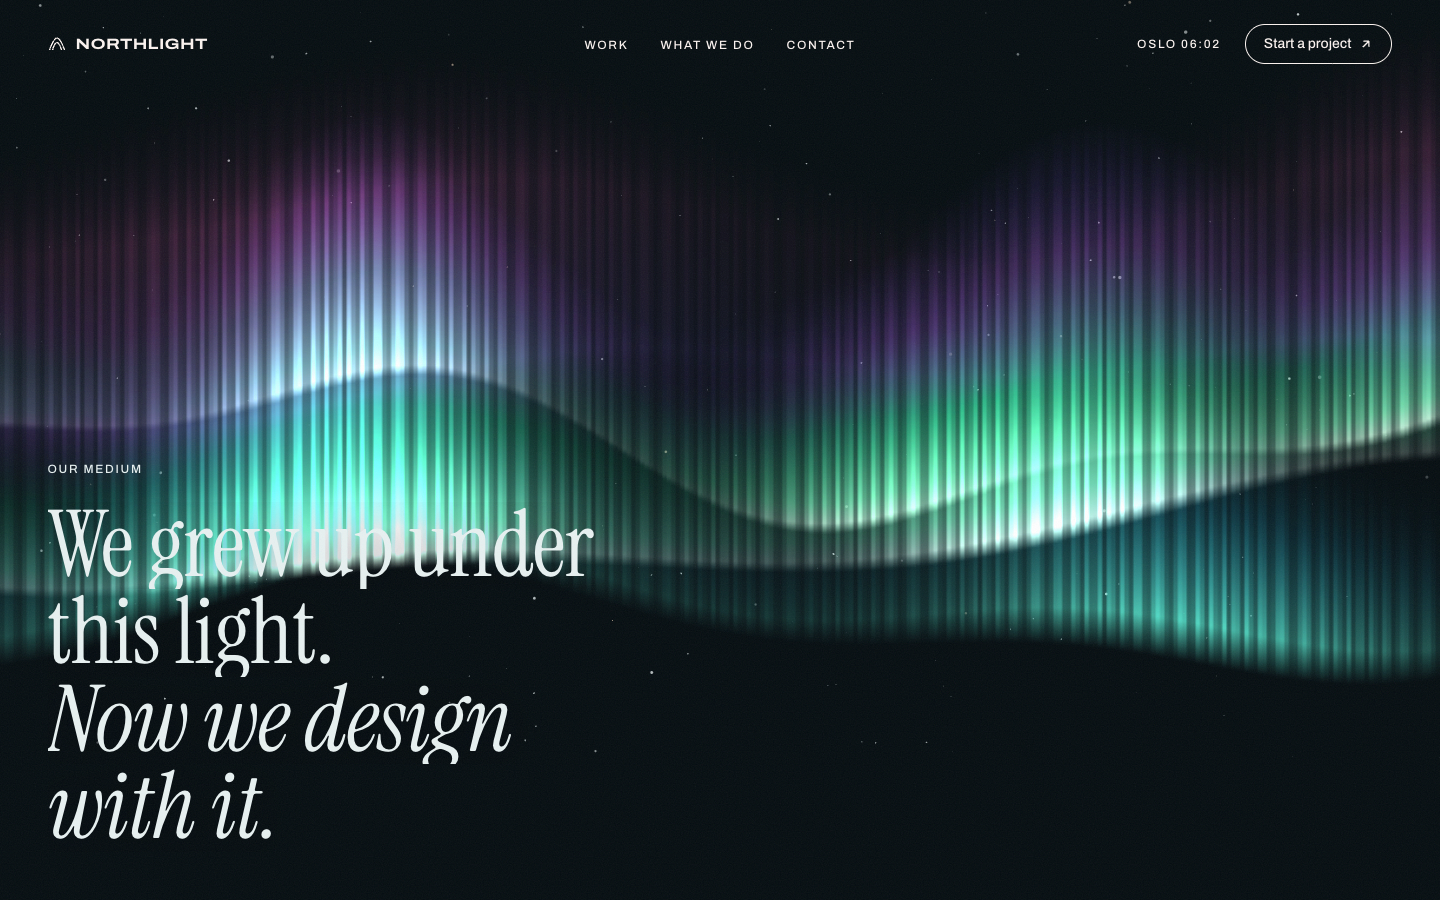 NORTHLIGHT
WORK WHAT WE DO CONTACT
OSLO 06:02
Start a project
OUR MEDIUM
We grew up under
this light.
Now we design
with it.